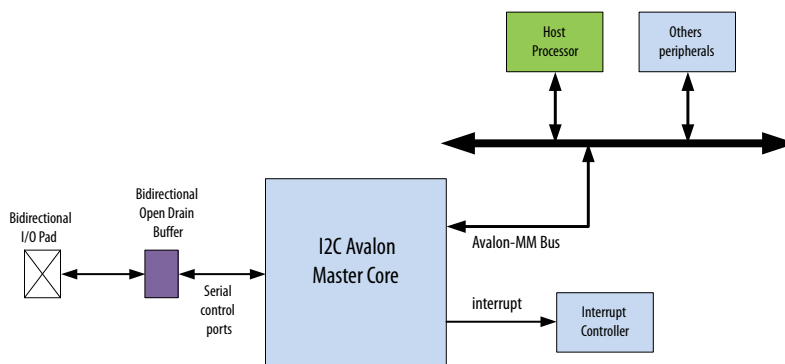 Host
Processor
Others
peripherals
Bidirectional
Open Drain
Buffer
Bidirectional
I/O Pad
I2C Avalon
Master Core
Avalon-MM Bus
Serial
control
ports
interrupt
Interrupt
Controller